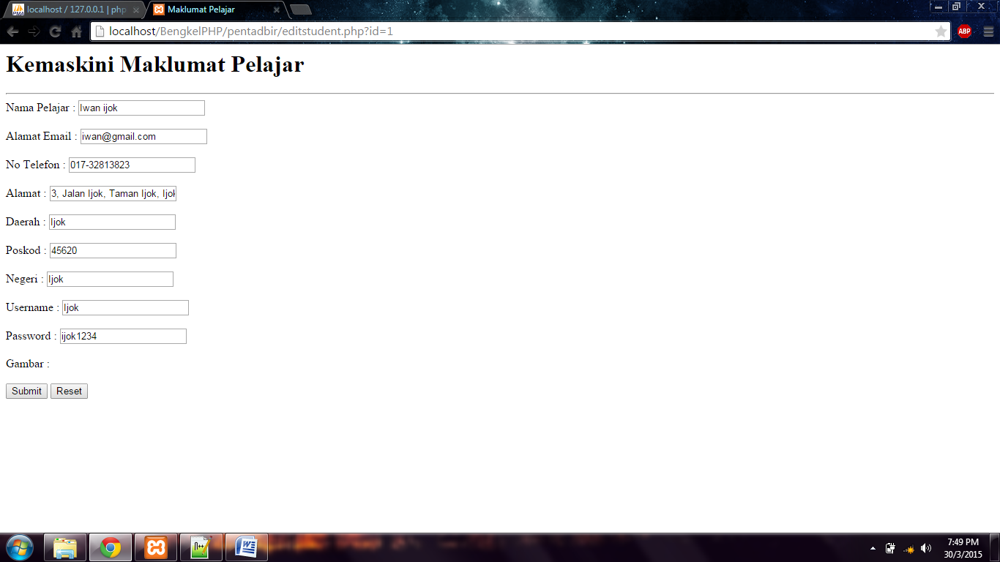 localhost / 127.0.0.1 | php
Maklumat Pelajar
localhost/BengkelPHP/pentadbir/editstudent.php?id=1
ABP
Kemaskini Maklumat Pelajar
Nama Pelajar : Iwan ijok
Alamat Email : iwan@gmail.com
No Telefon : 017-32813823
Alamat : 3, Jalan Ijok, Taman Ijok, Ijok
Daerah : Ijok
Poskod : 45620
Negeri : Ijok
Username : Ijok
Password : ijok1234
Gambar :
Submit Reset
7:49 PM
30/3/2015